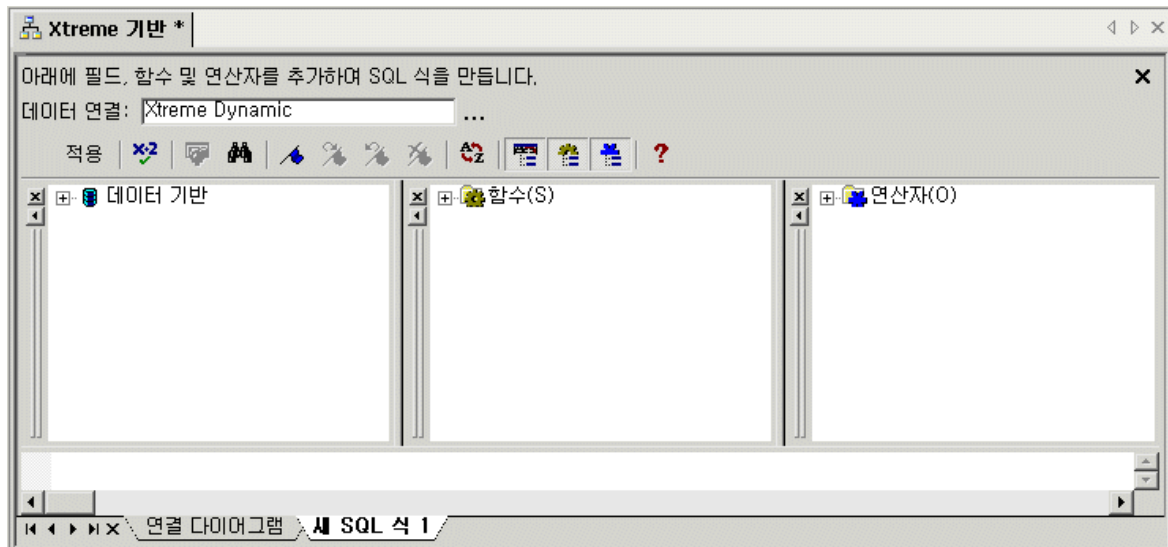 Xtreme 기반 *
아래에 필드, 함수 및 연산자를 추가하여 SQL 식을 만듭니다.
데이터 연결: Xtreme Dynamic ...
적용 x+2 A Z ?
데이터 기반 함수(S) 연산자(O)
연결 다이어그램 새 SQL 식 1